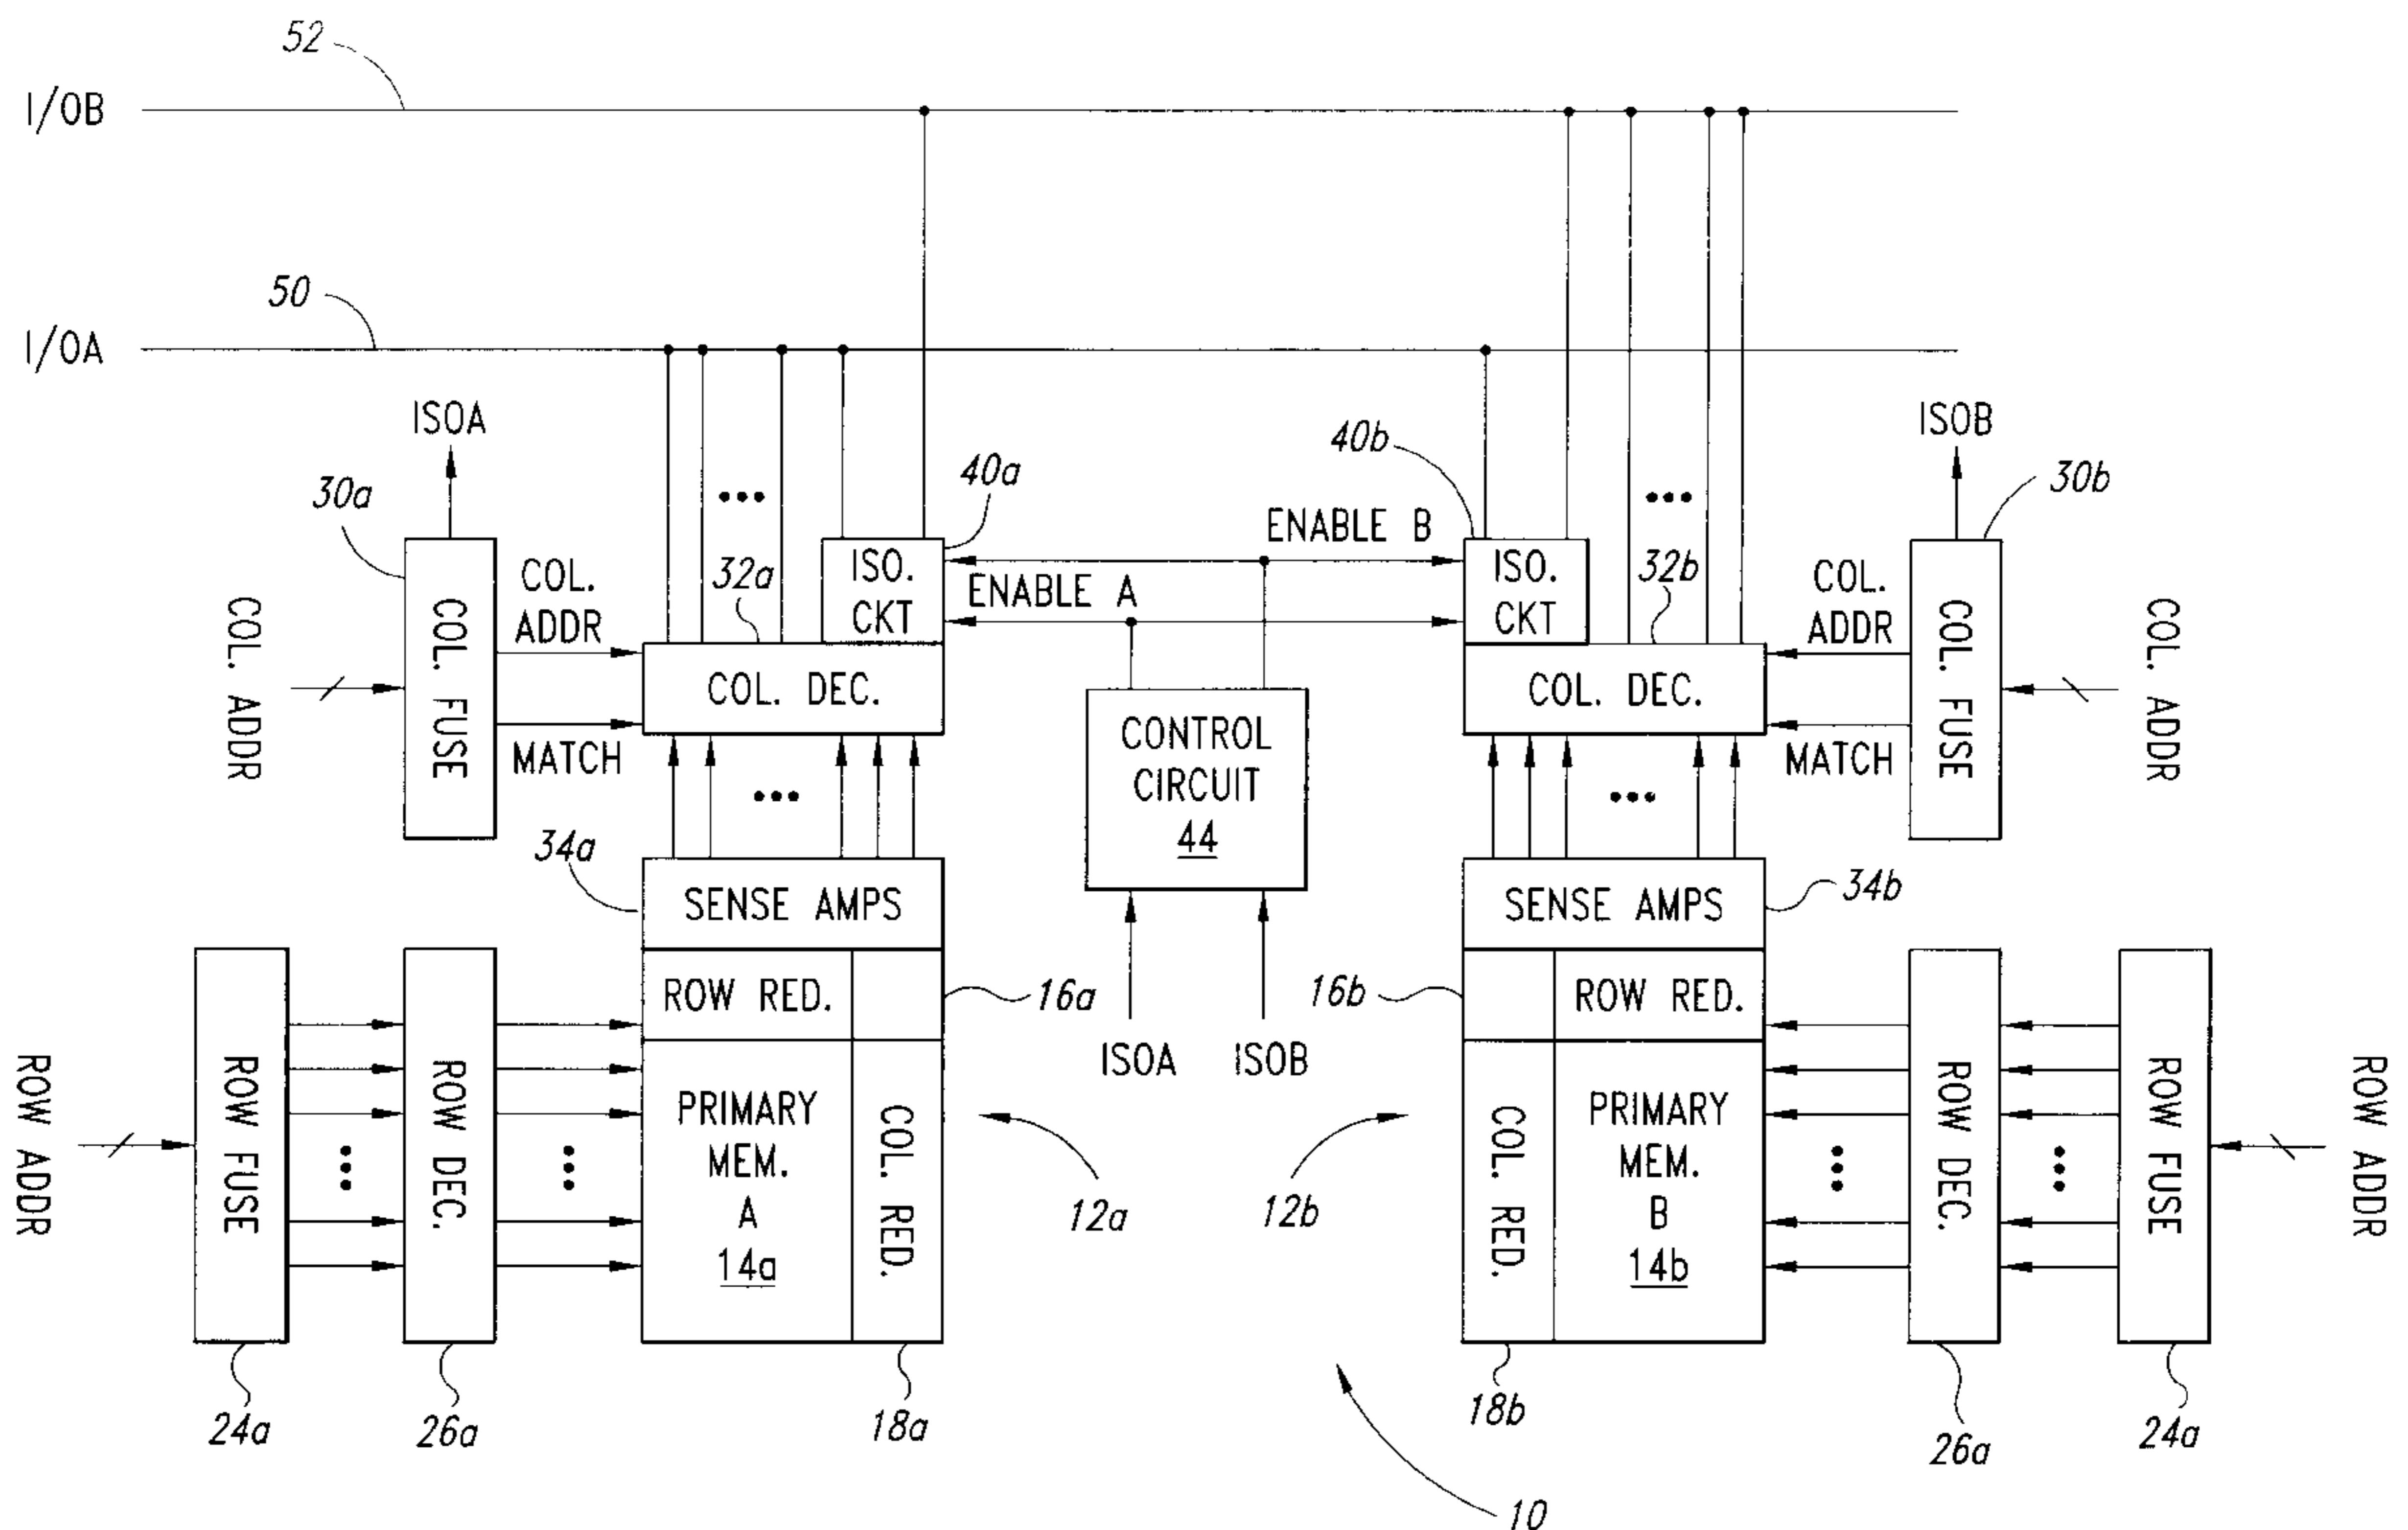 52
I/OB
50
I/OA
ISOA
ISOB
40b
40a
30a
30b
ENABLE B
COL.
ADDR
32a
ISO.
CKT
ENABLE A
ISO.
CKT
32b
COL.
ADDR
COL. ADDR
COL. FUSE
COL. FUSE
COL. ADDR
COL. DEC.
COL. DEC.
MATCH
CONTROL
CIRCUIT
44
MATCH
34a
SENSE AMPS
SENSE AMPS
34b
ROW RED.
16a
16b
ROW RED.
ISOA
ISOB
ROW ADDR
ROW FUSE
ROW DEC.
PRIMARY
MEM.
A
14a
COL. RED.
12a
12b
COL. RED.
PRIMARY
MEM.
B
14b
ROW DEC.
ROW FUSE
ROW ADDR
24a
26a
18a
18b
26a
24a
10